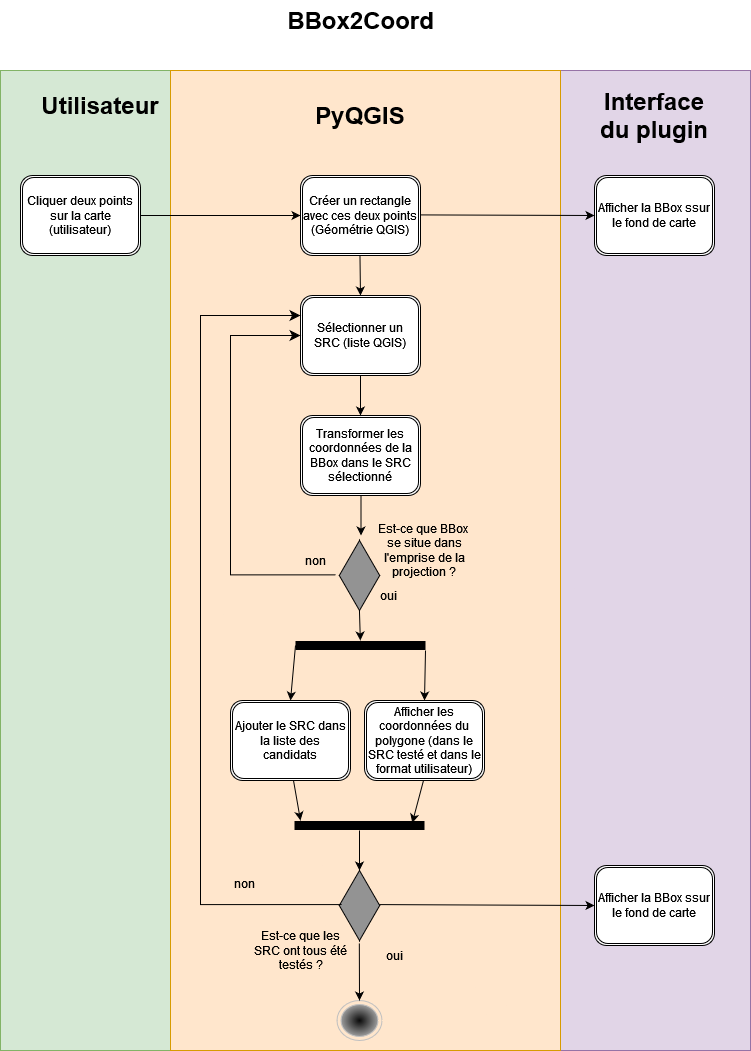 BBox2Coord
Utilisateur
PyQGIS
Interface
du plugin
Cliquer deux points
sur la carte
(utilisateur)
Créer un rectangle
avec ces deux points
(Géométrie QGIS)
Afficher la BBox ssur
le fond de carte
Sélectionner un
SRC (liste QGIS)
Transformer les
coordonnées de la
BBox dans le SRC
sélectionné
Est-ce que BBox
se situe dans
l'emprise de la
projection ?
non
oui
Ajouter le SRC dans
la liste des
candidats
Afficher les
coordonnées du
polygone (dans le
SRC testé et dans le
format utilisateur)
non
Afficher la BBox ssur
le fond de carte
Est-ce que les
SRC ont tous été
testés ?
oui